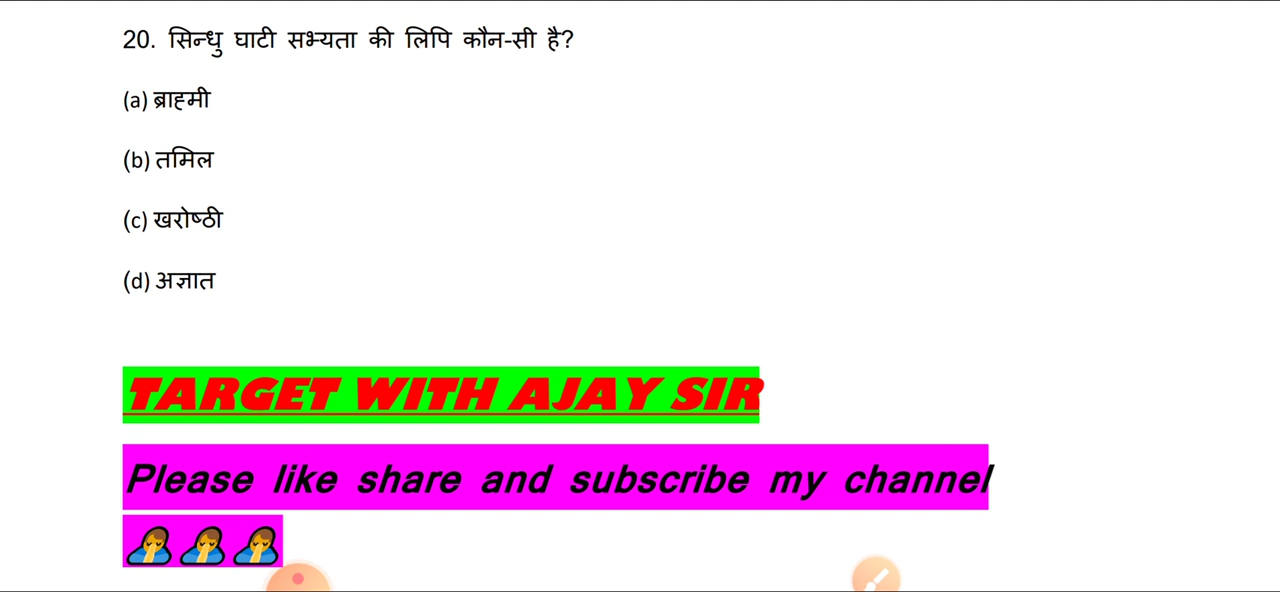 20. सिन्धु घाटी सभ्यता की लिपि कौन-सी है?
(a) ब्राह्मी
(b) तमिल
(c) खरोष्ठी
(d) अज्ञात
TARGET WITH AJAY SIR
Please like share and subscribe my channel
🤦🤦🤦